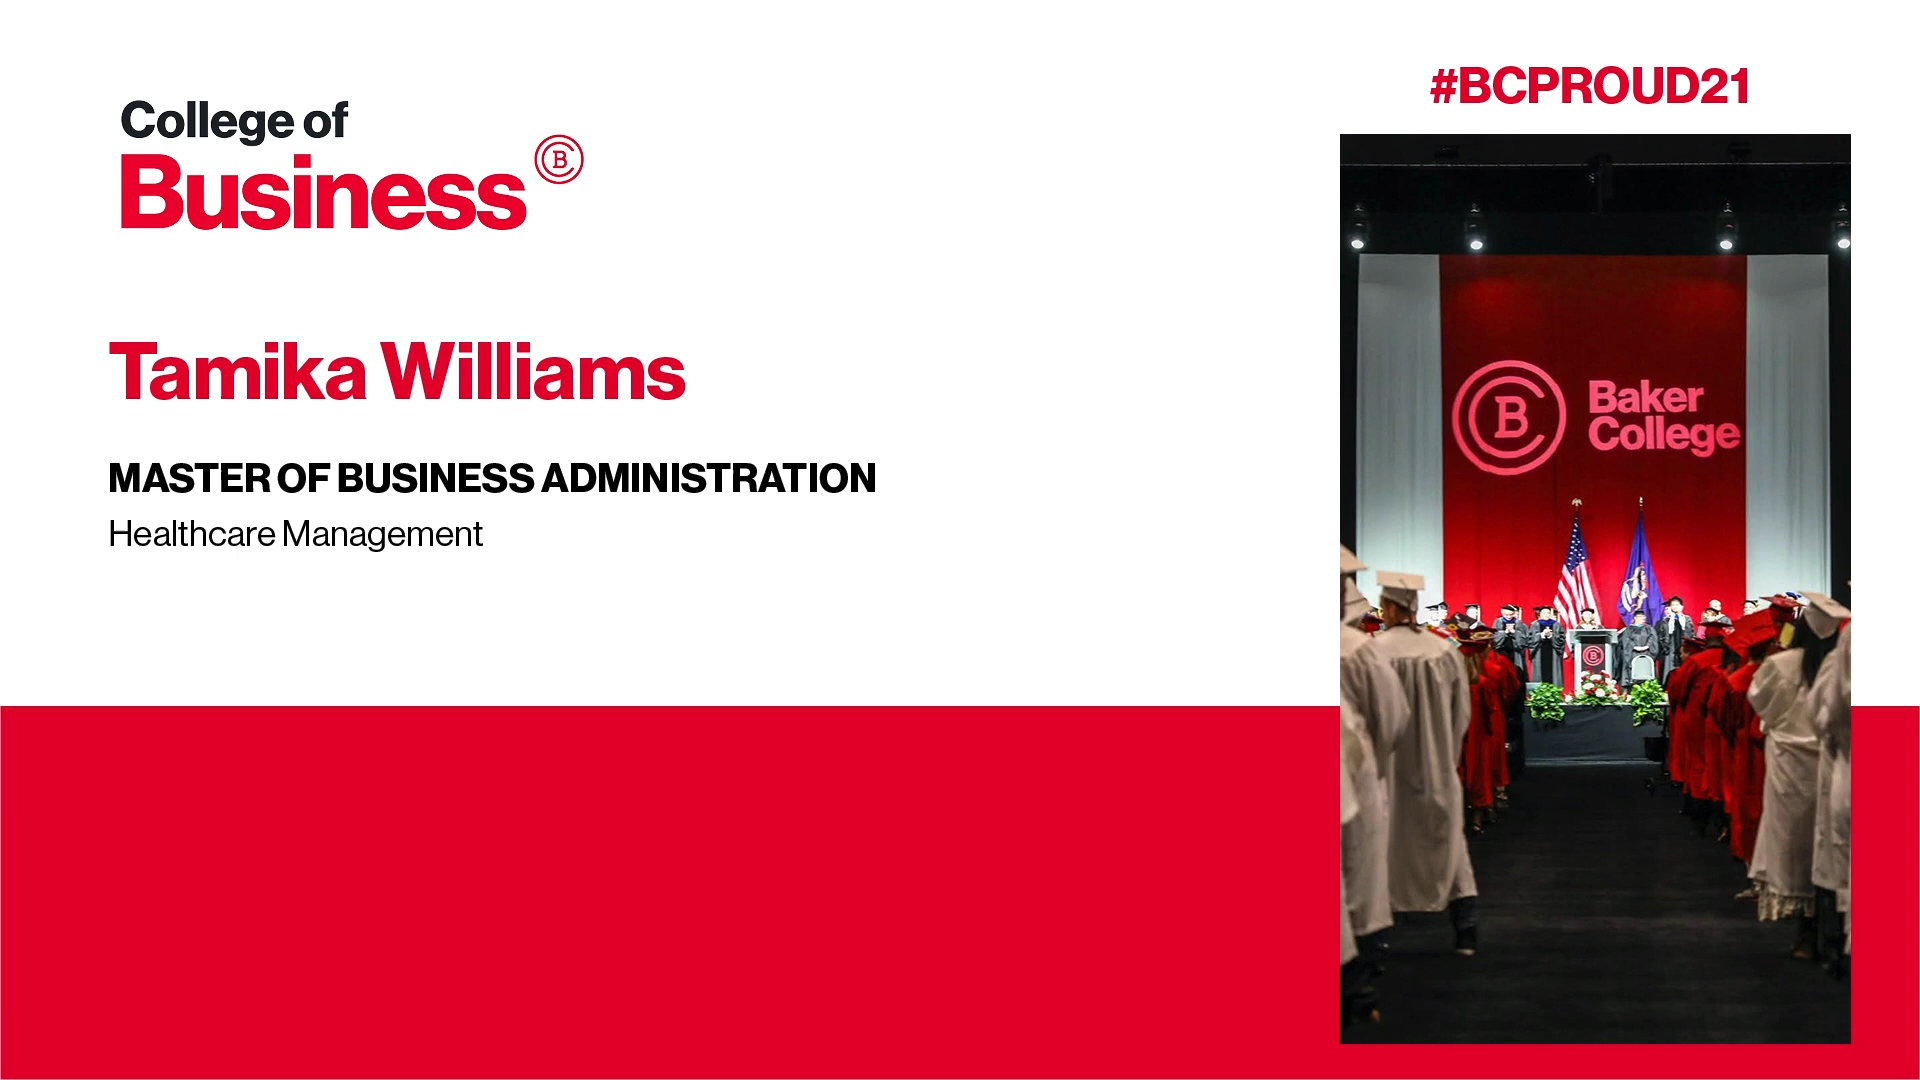 College of
Business
B
Tamika Williams
MASTER OF BUSINESS ADMINISTRATION
Healthcare Management
#BCPROUD21
B
Baker
College
B